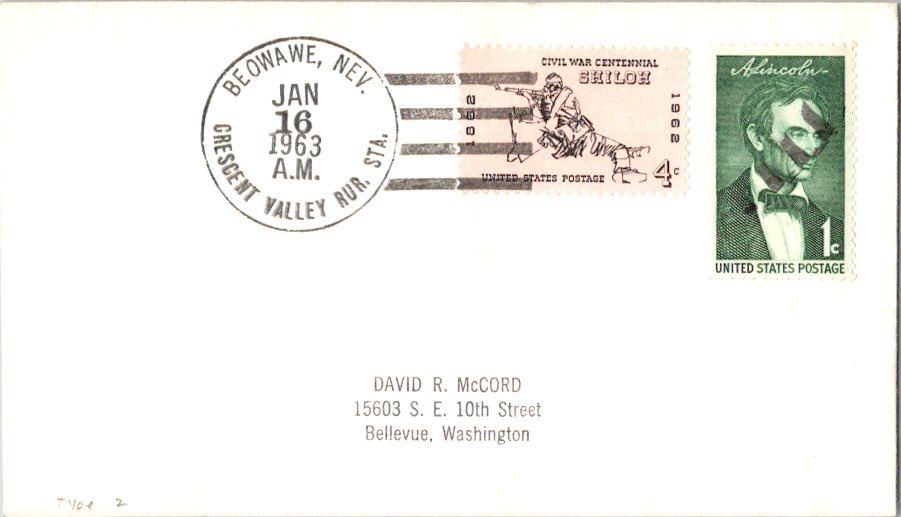 BEOWAWE, NEV.
JAN
16
1963
A.M.
CRESCENT VALLEY RUR. STA.
CIVIL WAR CENTENNIAL
SHILOH
1862
1962
UNITED STATES POSTAGE 4c
A. Lincoln
1c
UNITED STATES POSTAGE
DAVID R. McCORD
15603 S. E. 10th Street
Bellevue, Washington
Type 2